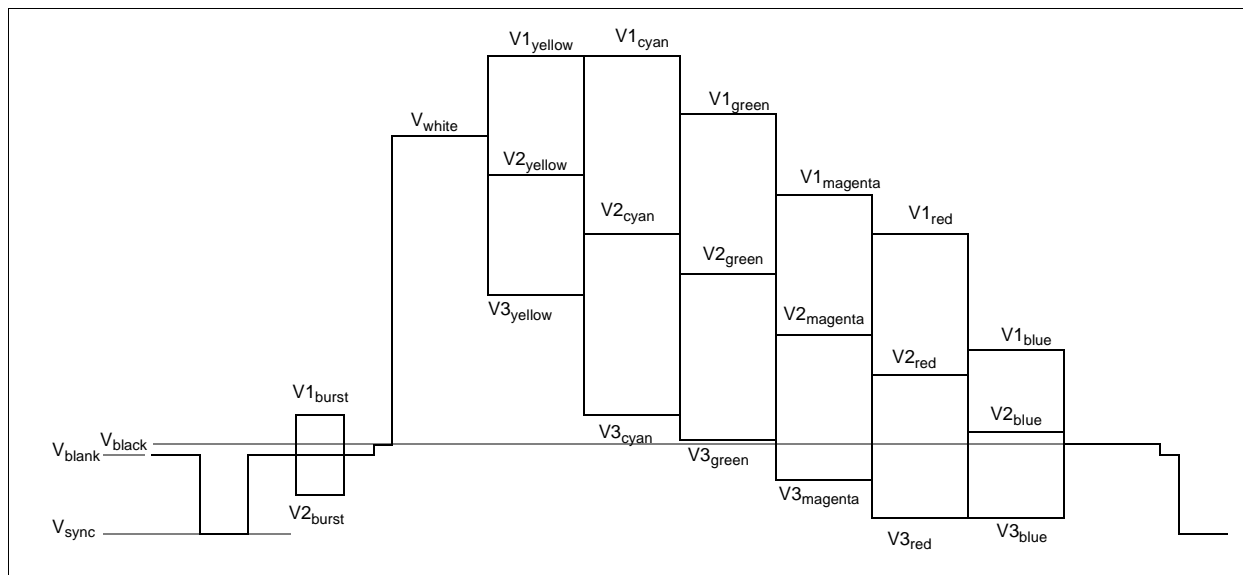 V1yellow
V1cyan
V1green
Vwhite
V2yellow
V1magenta
V2cyan
V1red
V2green
V3yellow
V2magenta
V1blue
V2red
V1burst
V2blue
V3cyan
Vblack
Vblank
V3green
V3magenta
V2burst
Vsync
V3red
V3blue